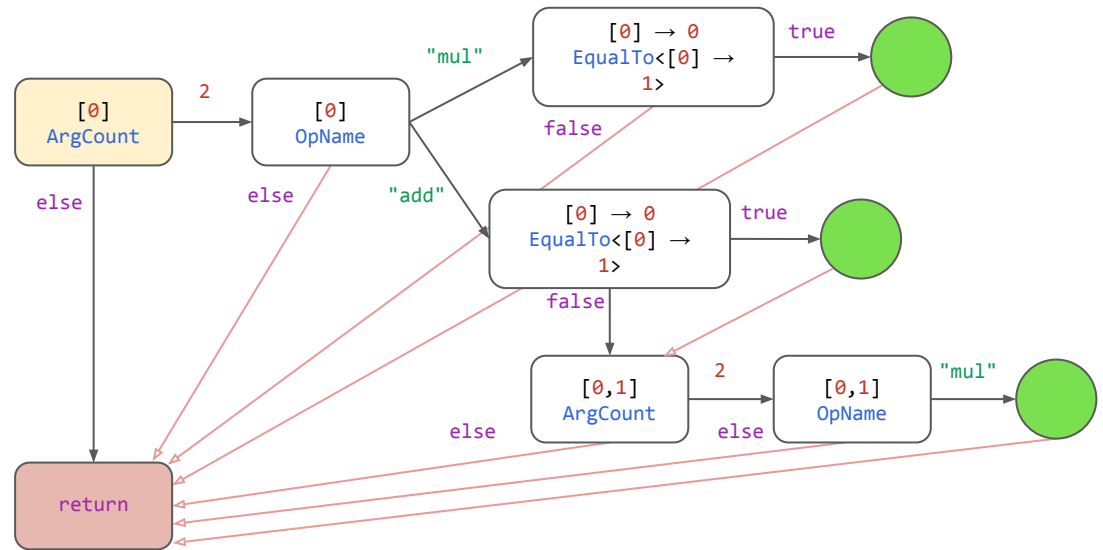 [0] → 0
EqualTo<[0] →
1>
true
"mul"
2
[0]
ArgCount
[0]
OpName
false
else
else
"add"
[0] → 0
EqualTo<[0] →
1>
true
false
[0,1]
ArgCount
2
[0,1]
OpName
"mul"
else
else
return